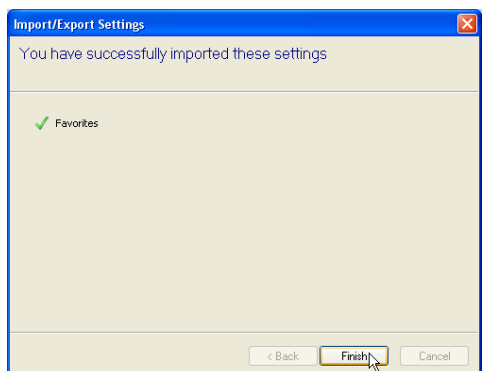 Import/Export Settings
You have successfully imported these settings
Favorites
< Back Finish Cancel